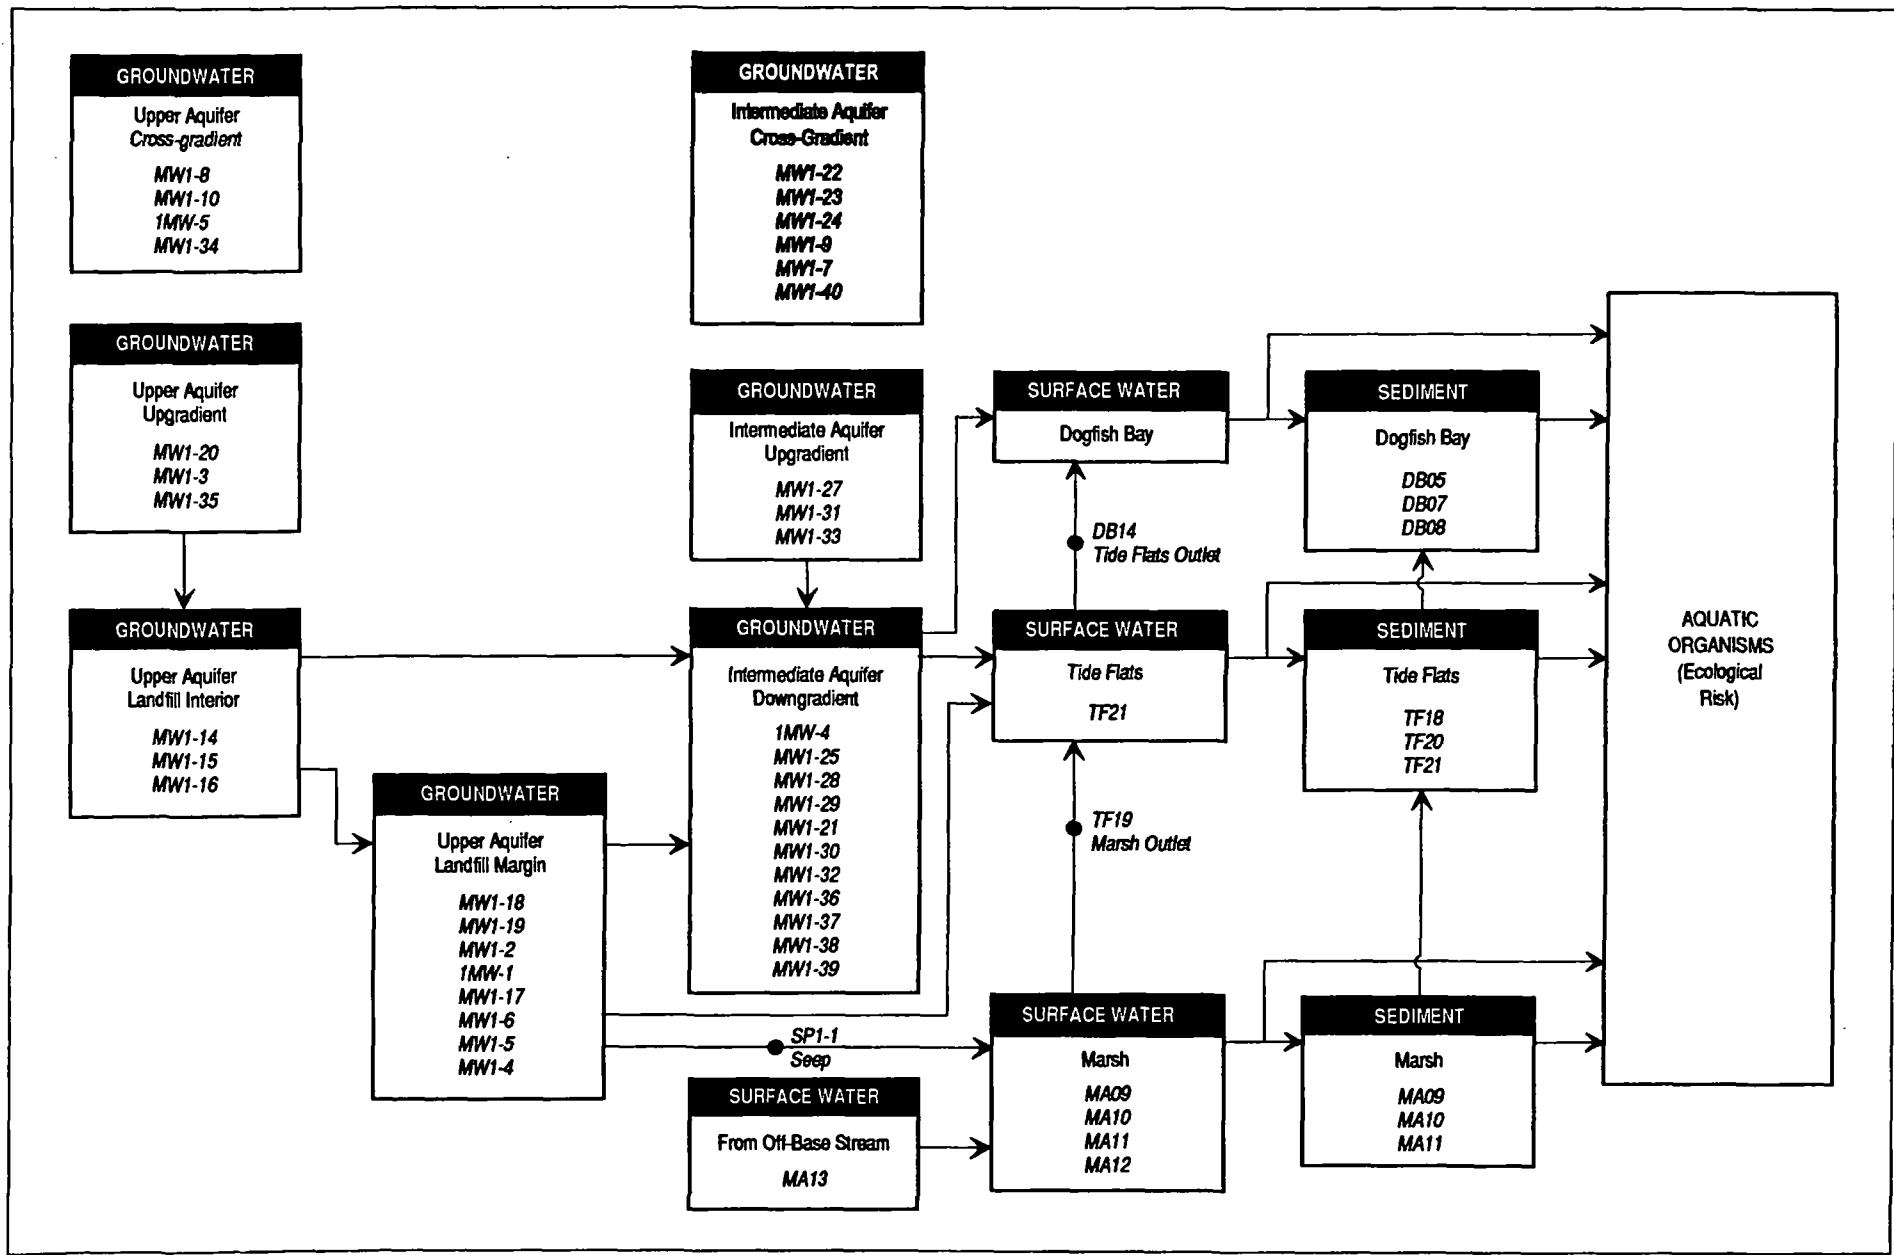 GROUNDWATER
Upper Aquifer
Cross-gradient
MW1-8
MW1-10
1MW-5
MW1-34
GROUNDWATER
Intermediate Aquifer
Cross-Gradient
MW1-22
MW1-23
MW1-24
MW1-9
MW1-7
MW1-40
GROUNDWATER
Upper Aquifer
Upgradient
MW1-20
MW1-3
MW1-35
GROUNDWATER
Intermediate Aquifer
Upgradient
MW1-27
MW1-31
MW1-33
SURFACE WATER
Dogfish Bay
SEDIMENT
Dogfish Bay
DB05
DB07
DB08
DB14
Tide Flats Outlet
GROUNDWATER
Upper Aquifer
Landfill Interior
MW1-14
MW1-15
MW1-16
GROUNDWATER
Upper Aquifer
Landfill Margin
MW1-18
MW1-19
MW1-2
1MW-1
MW1-17
MW1-6
MW1-5
MW1-4
GROUNDWATER
Intermediate Aquifer
Downgradient
1MW-4
MW1-25
MW1-28
MW1-29
MW1-21
MW1-30
MW1-32
MW1-36
MW1-37
MW1-38
MW1-39
SURFACE WATER
Tide Flats
TF21
SEDIMENT
Tide Flats
TF18
TF20
TF21
AQUATIC
ORGANISMS
(Ecological
Risk)
TF19
Marsh Outlet
SP1-1
Seep
SURFACE WATER
From Off-Base Stream
MA13
SURFACE WATER
Marsh
MA09
MA10
MA11
MA12
SEDIMENT
Marsh
MA09
MA10
MA11